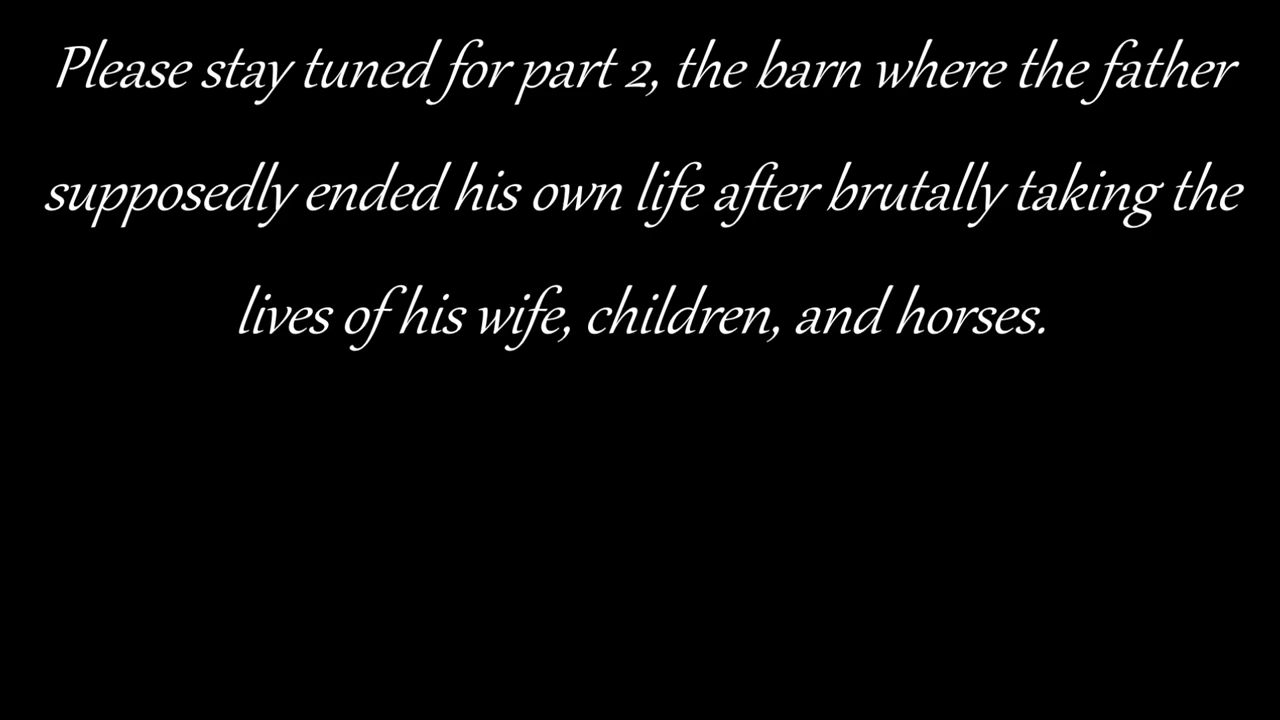 Please stay tuned for part 2, the barn where the father
supposedly ended his own life after brutally taking the
lives of his wife, children, and horses.